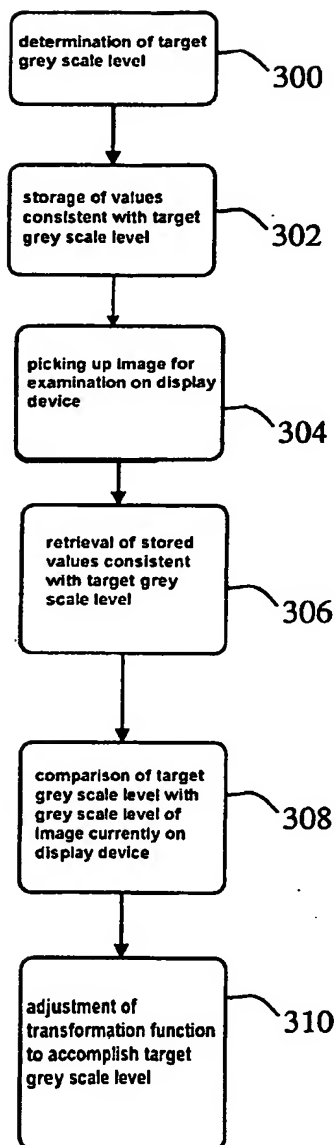 determination of target
grey scale level
300
storage of values
consistent with target
grey scale level
302
picking up image for
examination on display
device
304
retrieval of stored
values consistent
with target grey
scale level
306
comparison of target
grey scale level with
grey scale level of
image currently on
display device
308
adjustment of
transformation function
to accomplish target
grey scale level
310